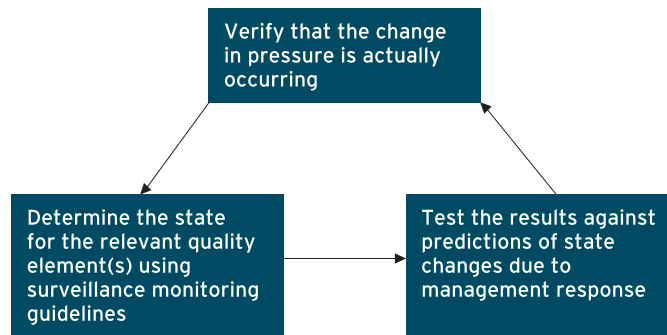 Verify that the change
in pressure is actually
occurring
Determine the state
for the relevant quality
element(s) using
surveillance monitoring
guidelines
Test the results against
predictions of state
changes due to
management response